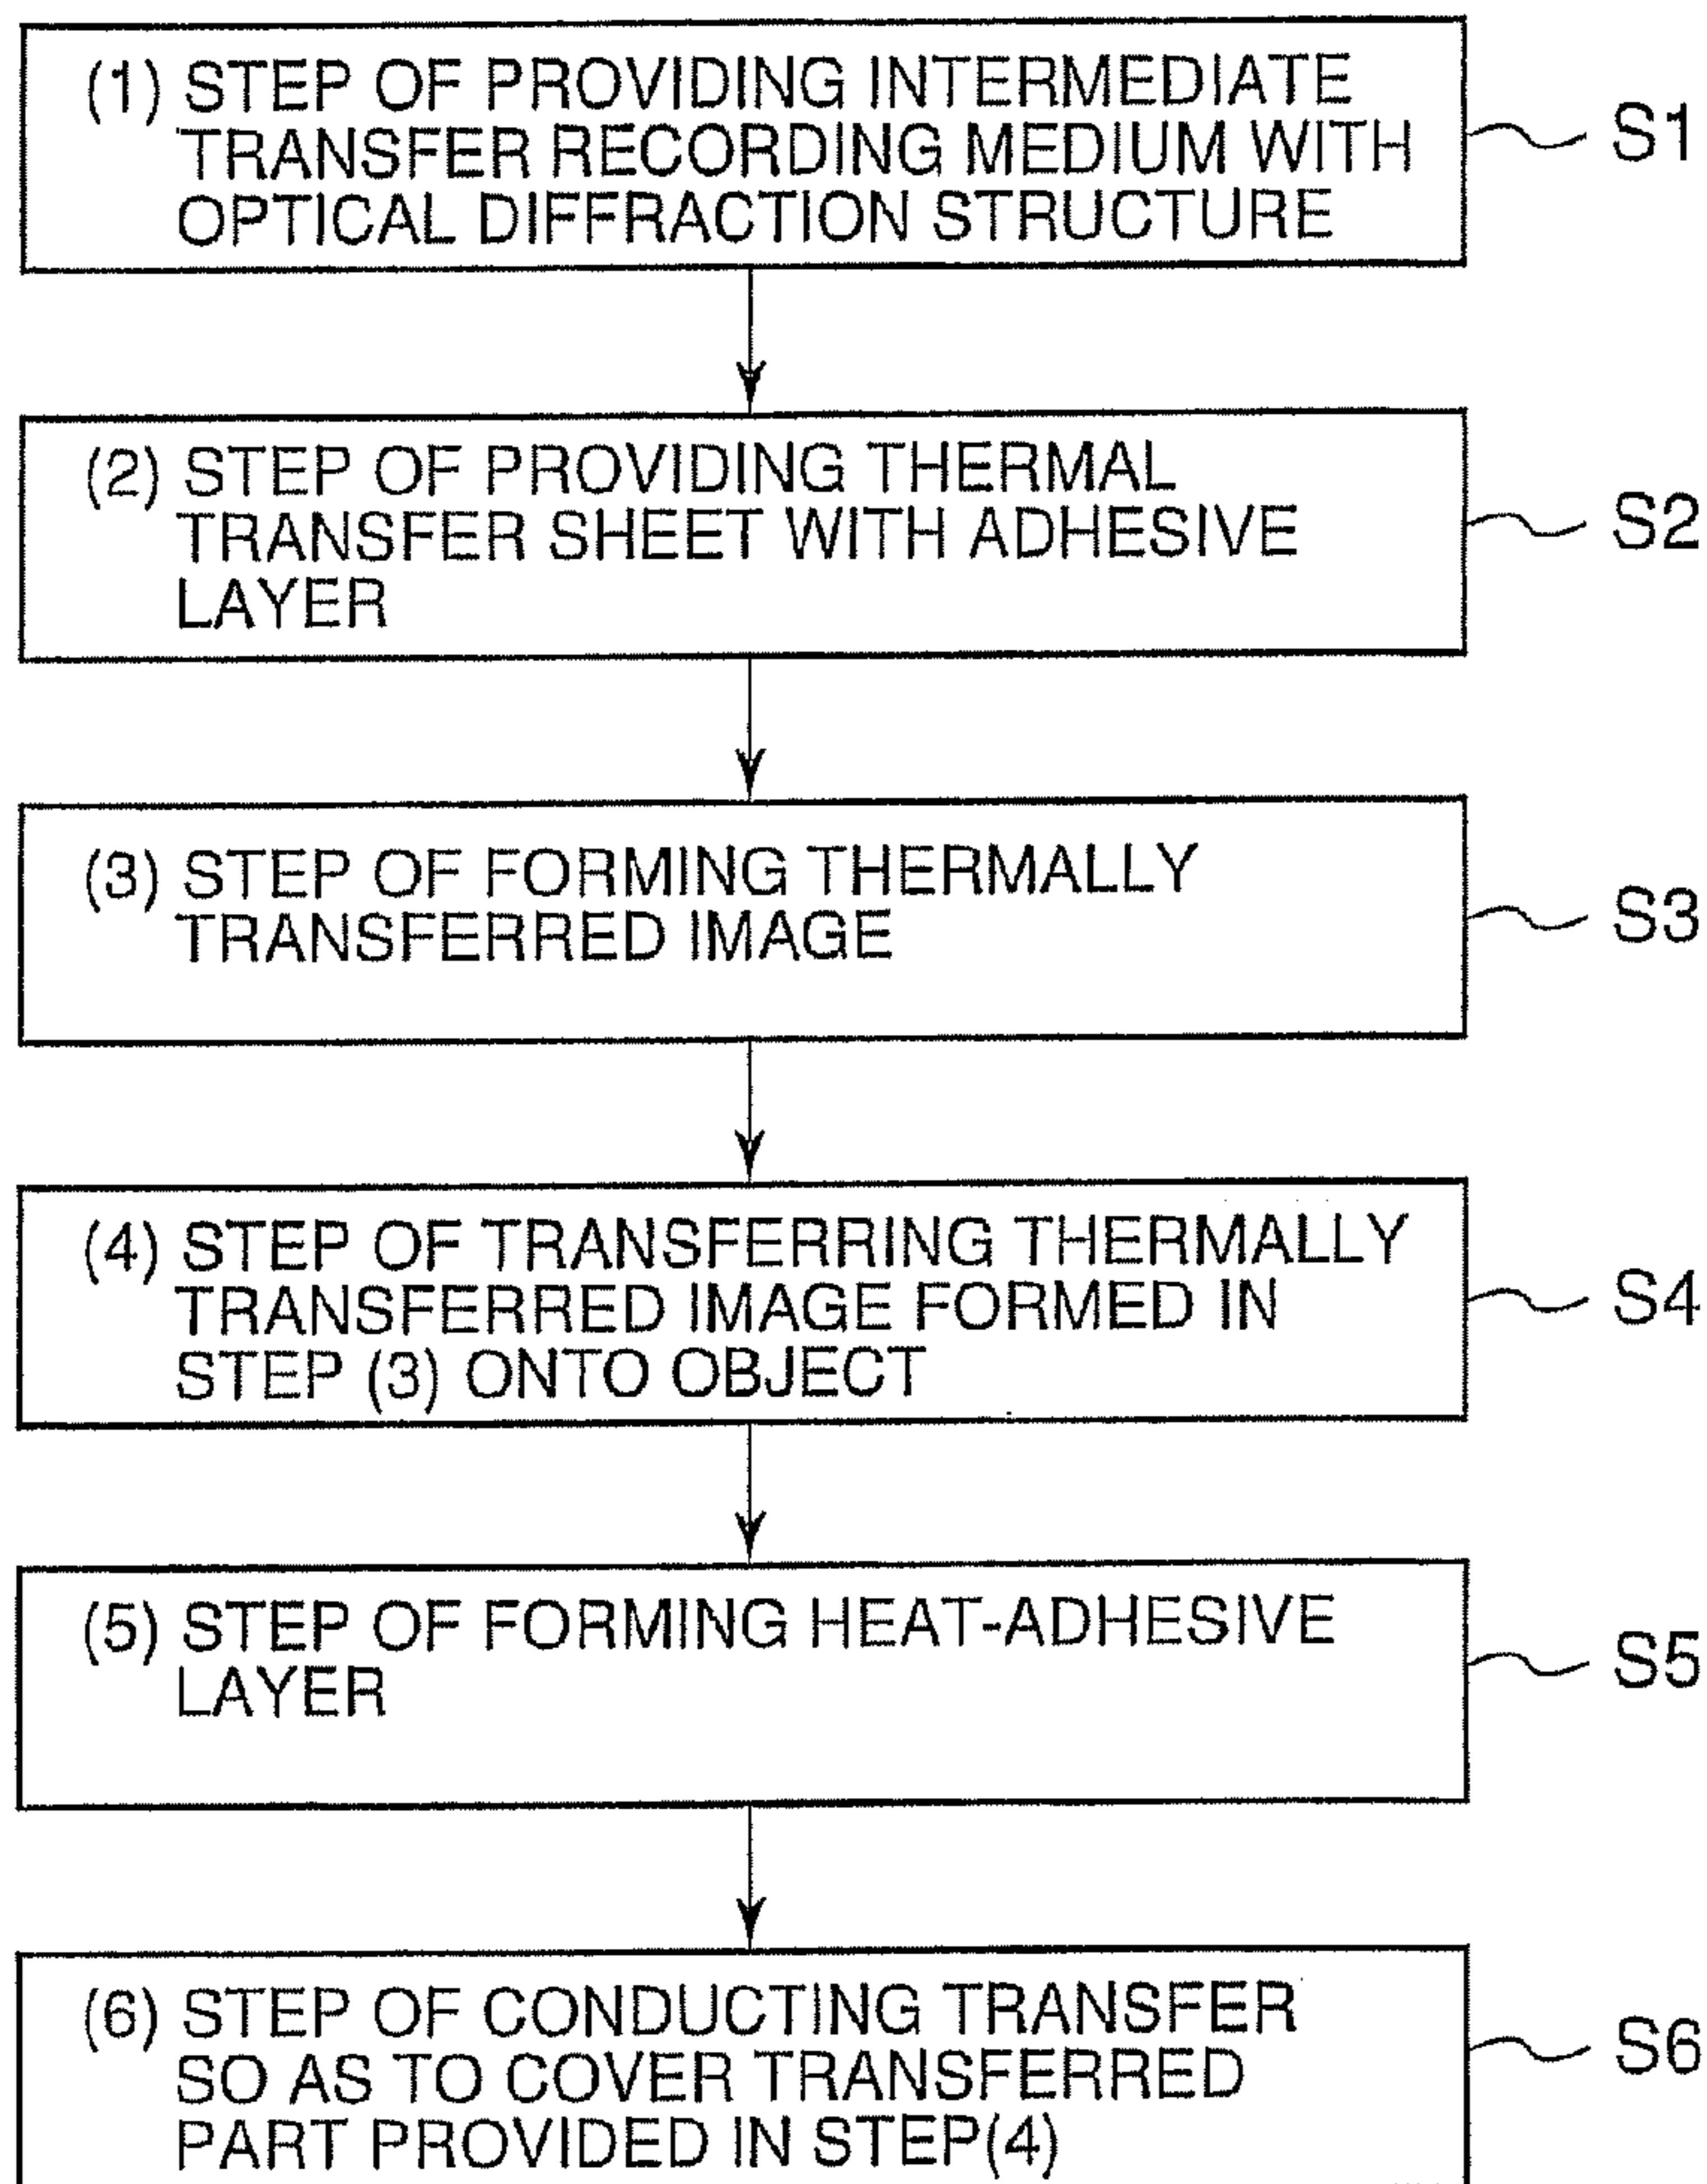 (1) STEP OF PROVIDING INTERMEDIATE
TRANSFER RECORDING MEDIUM WITH
OPTICAL DIFFRACTION STRUCTURE
S1
(2) STEP OF PROVIDING THERMAL
TRANSFER SHEET WITH ADHESIVE
LAYER
S2
(3) STEP OF FORMING THERMALLY
TRANSFERRED IMAGE
S3
(4) STEP OF TRANSFERRING THERMALLY
TRANSFERRED IMAGE FORMED IN
STEP (3) ONTO OBJECT
S4
(5) STEP OF FORMING HEAT-ADHESIVE
LAYER
S5
(6) STEP OF CONDUCTING TRANSFER
SO AS TO COVER TRANSFERRED
PART PROVIDED IN STEP(4)
S6